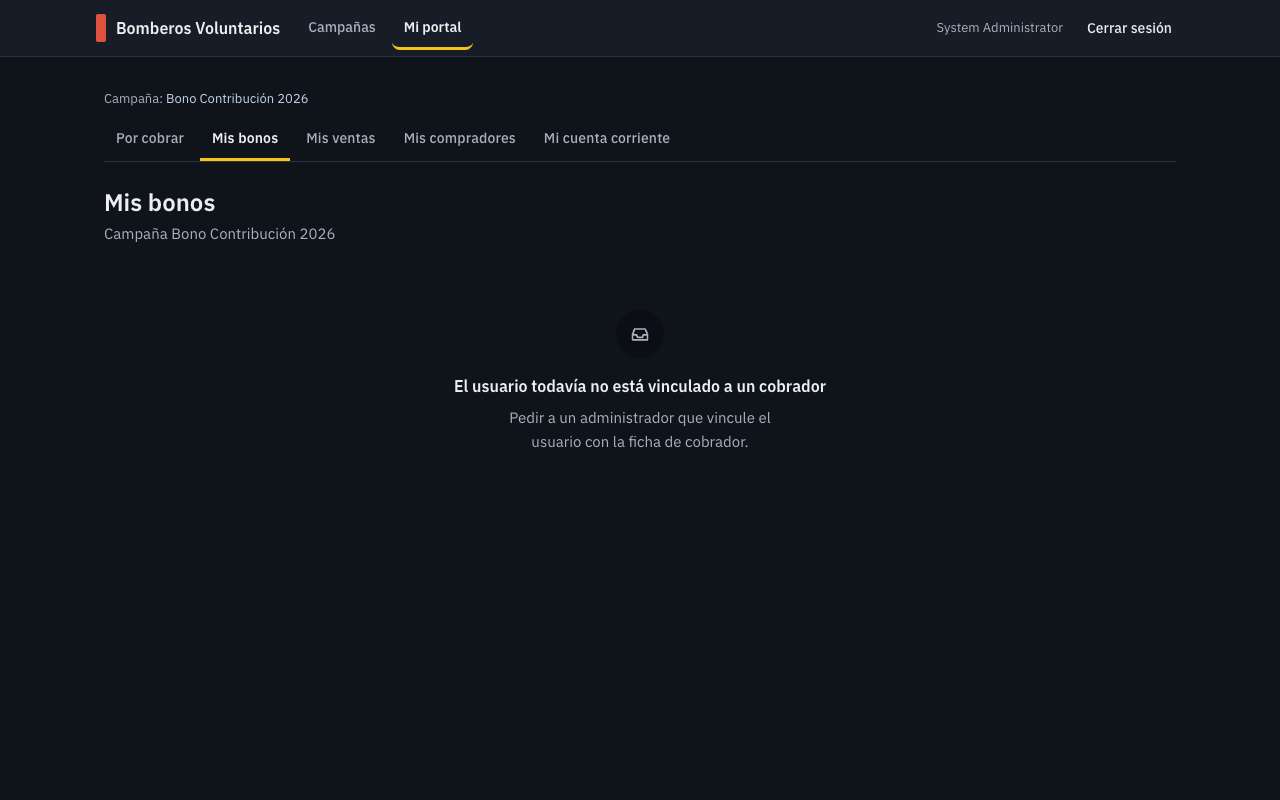 Bomberos Voluntarios
Campañas
Mi portal
System Administrator
Cerrar sesión
Campaña: Bono Contribución 2026
Por cobrar
Mis bonos
Mis ventas
Mis compradores
Mi cuenta corriente
Mis bonos
Campaña Bono Contribución 2026
El usuario todavía no está vinculado a un cobrador
Pedir a un administrador que vincule el
usuario con la ficha de cobrador.